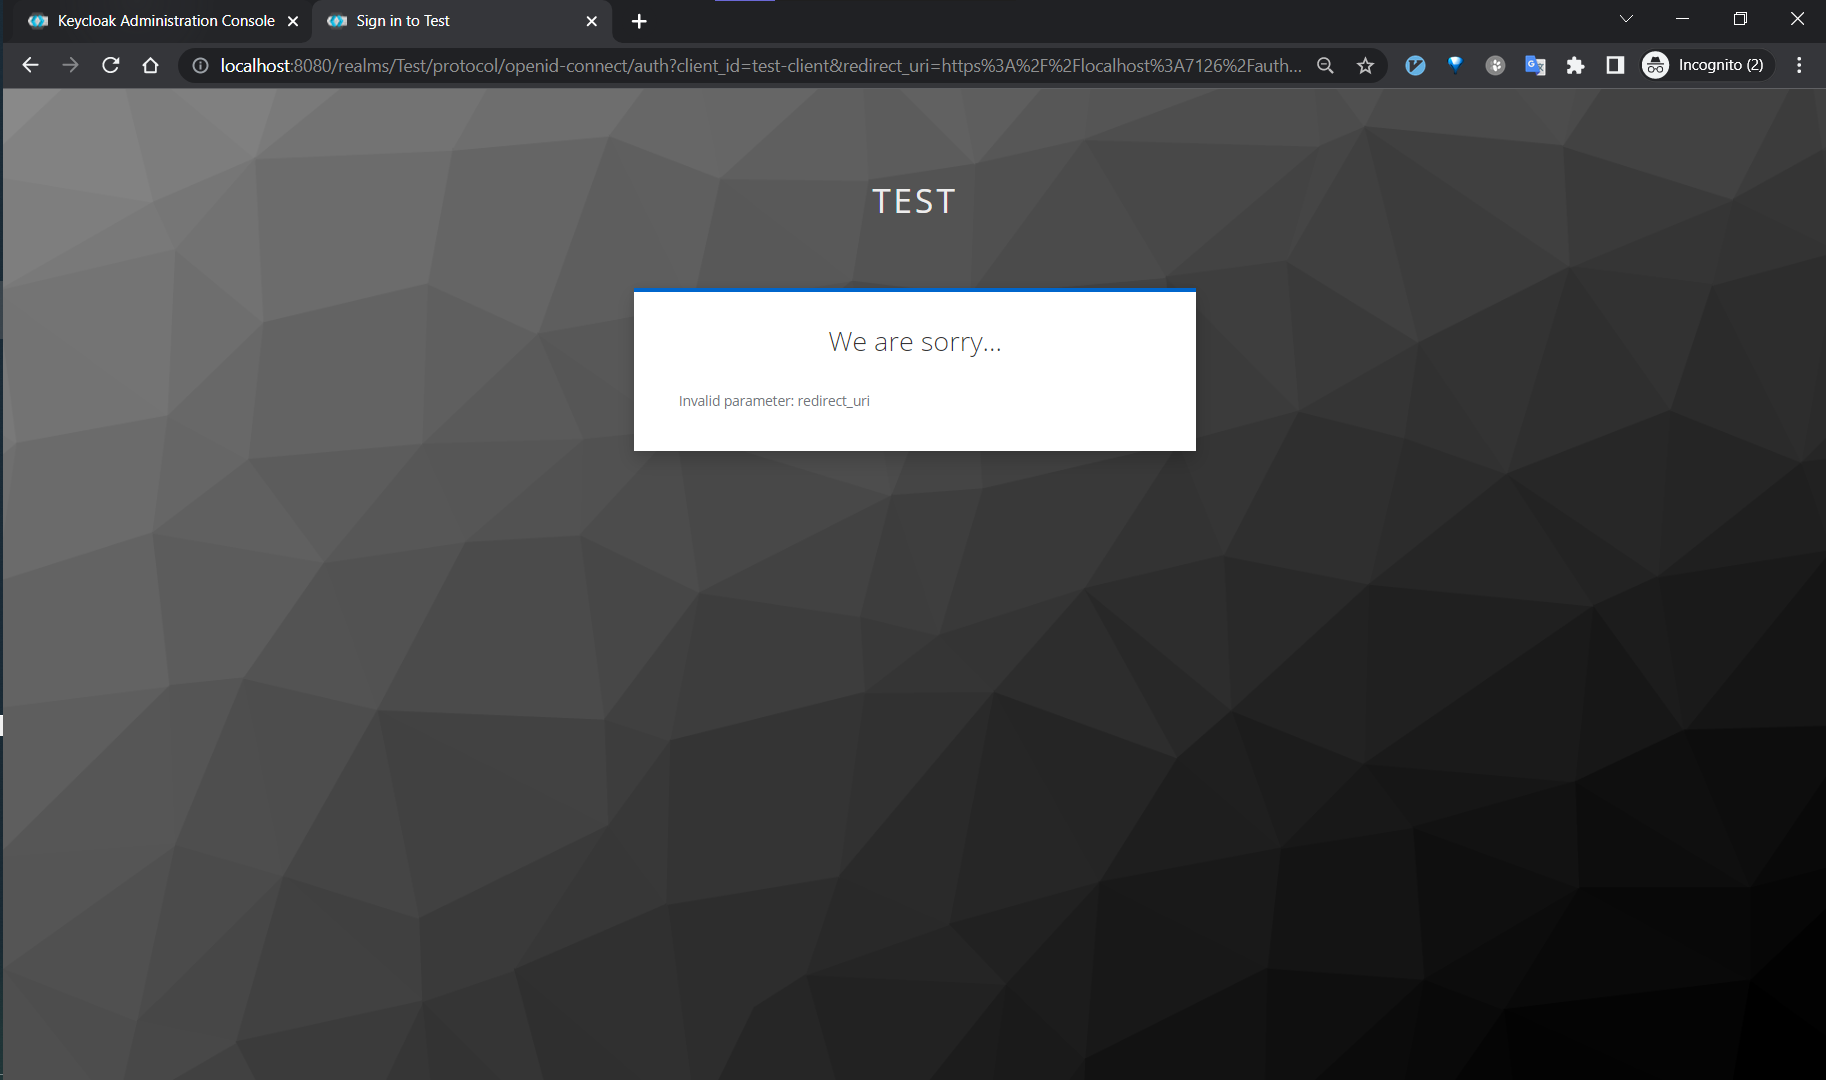 Keycloak Administration Console
Sign in to Test
localhost:8080/realms/Test/protocol/openid-connect/auth?client_id=test-client&redirect_uri=https%3A%2F%2Flocalhost%3A7126%2Fauth...
Incognito (2)
TEST
We are sorry...
Invalid parameter: redirect_uri